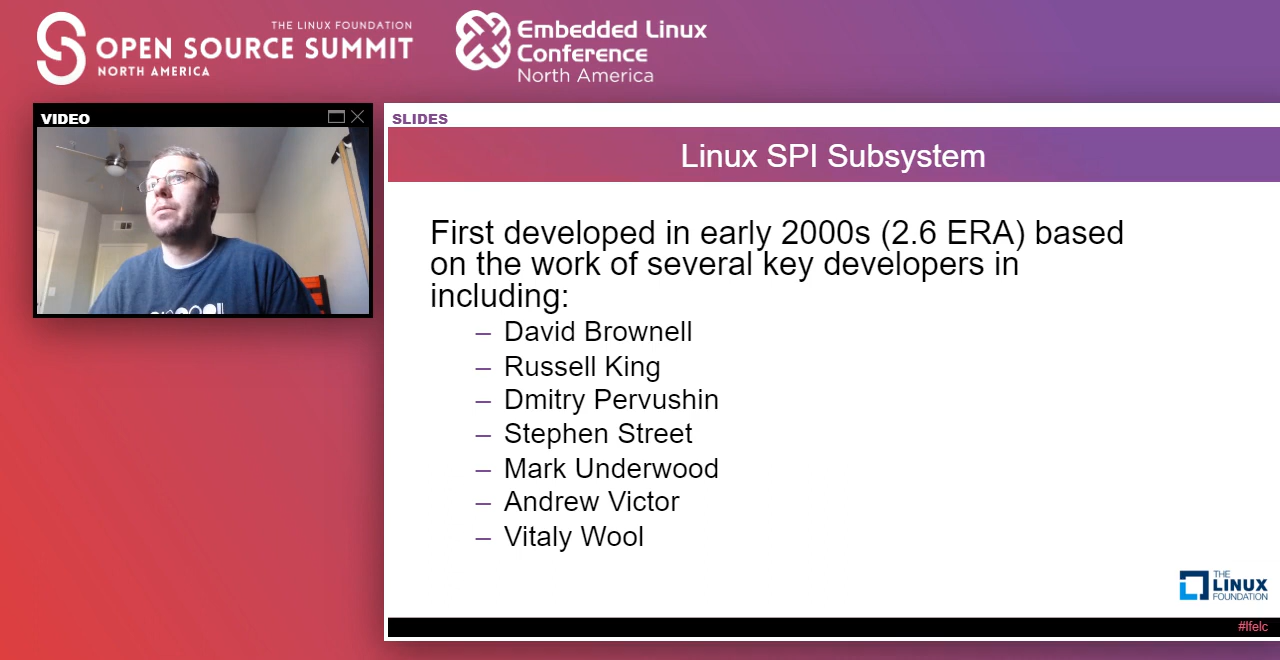 THE LINUX FOUNDATION
OPEN SOURCE SUMMIT
NORTH AMERICA
Embedded Linux
Conference
North America
VIDEO
SLIDES
Linux SPI Subsystem
First developed in early 2000s (2.6 ERA) based
on the work of several key developers in
including:
– David Brownell
– Russell King
– Dmitry Pervushin
– Stephen Street
– Mark Underwood
– Andrew Victor
– Vitaly Wool
THE
LINUX
FOUNDATION
#lfelc